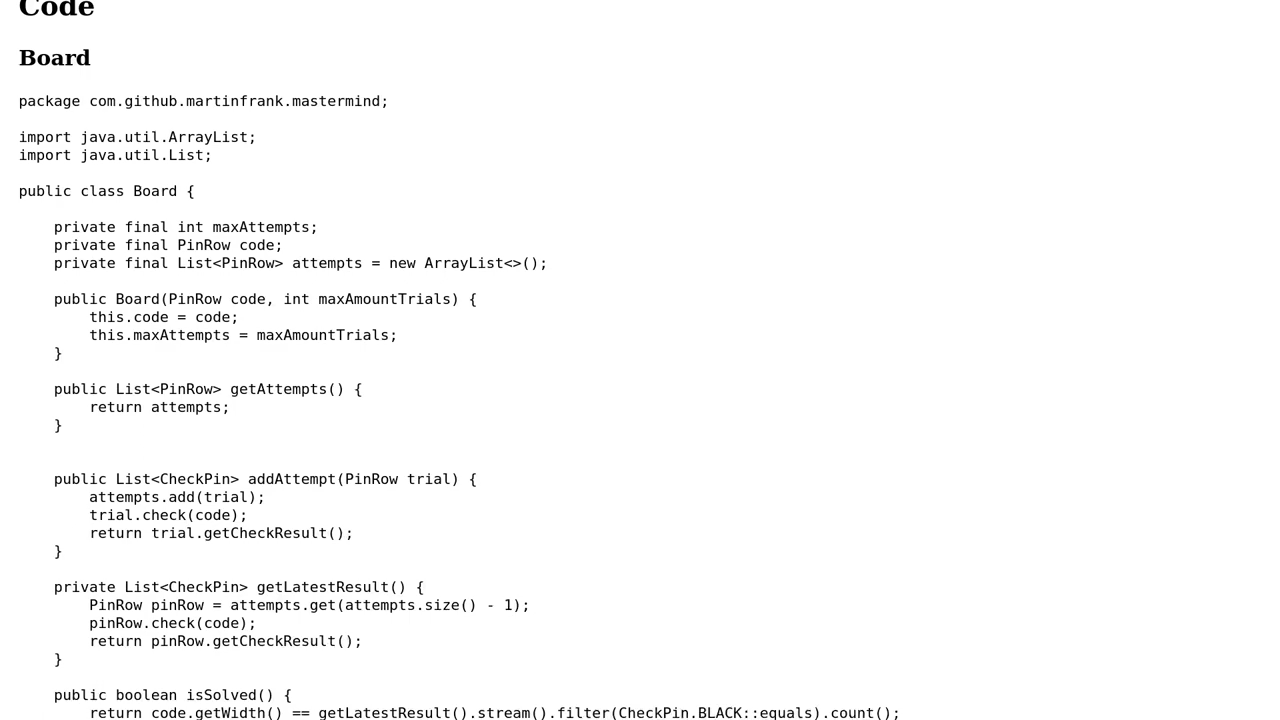 Code
Board
package com.github.martinfrank.mastermind;
import java.util.ArrayList;
import java.util.List;
public class Board {
    private final int maxAttempts;
    private final PinRow code;
    private final List<PinRow> attempts = new ArrayList<>();
    public Board(PinRow code, int maxAmountTrials) {
        this.code = code;
        this.maxAttempts = maxAmountTrials;
    }
    public List<PinRow> getAttempts() {
        return attempts;
    }
    public List<CheckPin> addAttempt(PinRow trial) {
        attempts.add(trial);
        trial.check(code);
        return trial.getCheckResult();
    }
    private List<CheckPin> getLatestResult() {
        PinRow pinRow = attempts.get(attempts.size() - 1);
        pinRow.check(code);
        return pinRow.getCheckResult();
    }
    public boolean isSolved() {
        return code.getWidth() == getLatestResult().stream().filter(CheckPin.BLACK::equals).count();